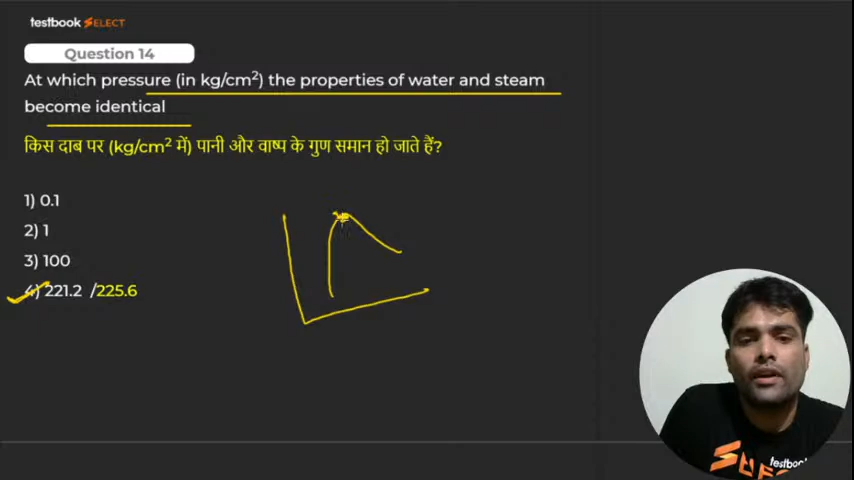 testbook SELECT
Question 14
At which pressure (in kg/cm²) the properties of water and steam
become identical
किस दाब पर (kg/cm² में) पानी और वाष्प के गुण समान हो जाते हैं?
1) 0.1
2) 1
3) 100
4) 221.2 /225.6
testbook